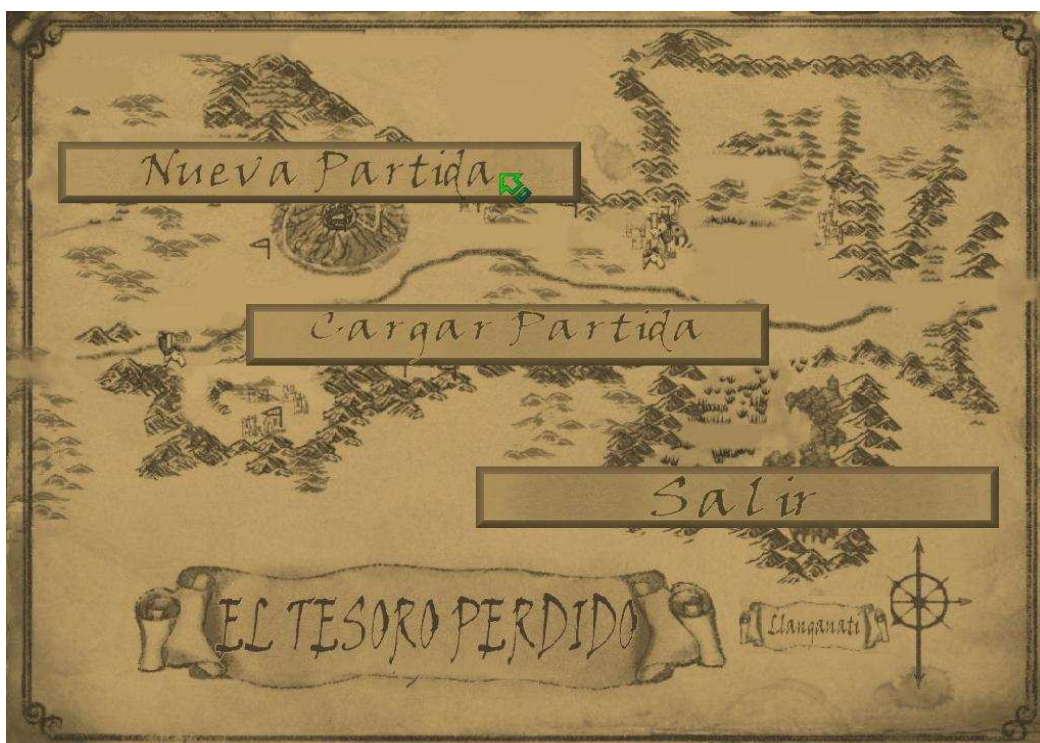 Nueva Partida
Cargar Partida
Salir
EL TESORO PERDIDO
Llanganati